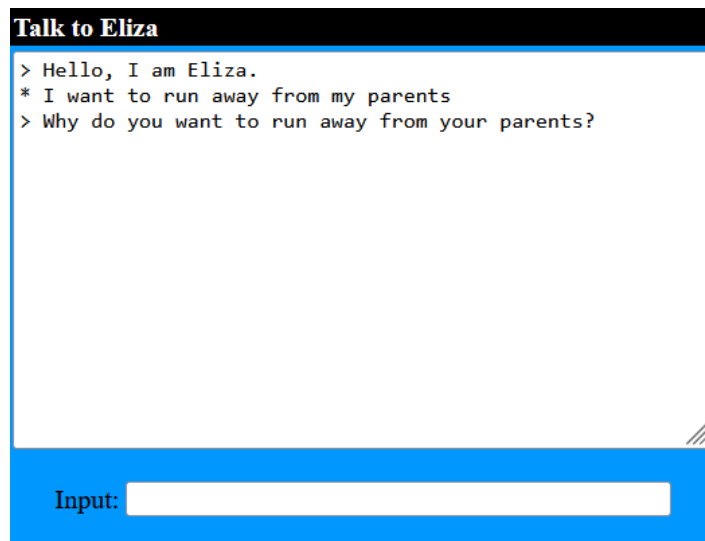 Talk to Eliza
> Hello, I am Eliza.
* I want to run away from my parents
> Why do you want to run away from your parents?
Input: